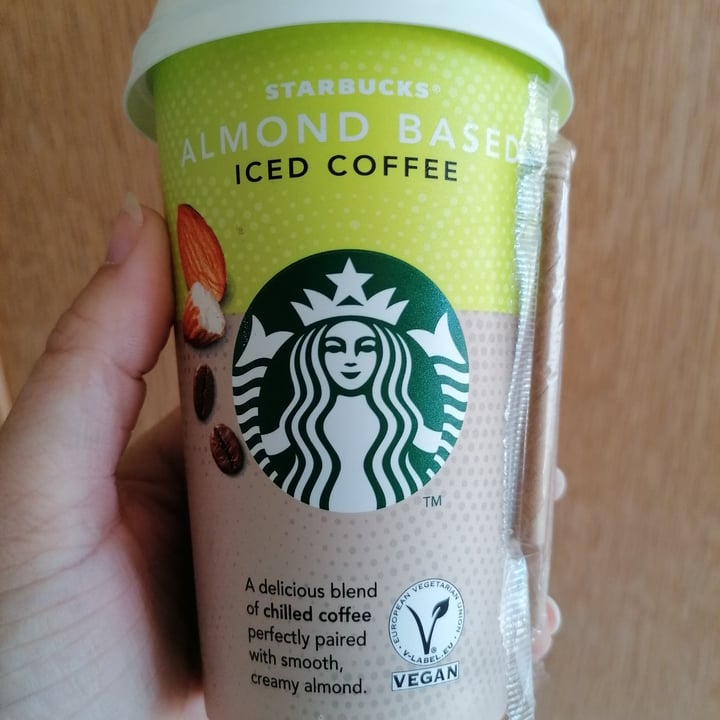 STARBUCKS®
ALMOND BASED
ICED COFFEE
TM
A delicious blend
of chilled coffee
perfectly paired
with smooth,
creamy almond.
EUROPEAN VEGETARIAN UNION
V-LABEL.EU
®
VEGAN